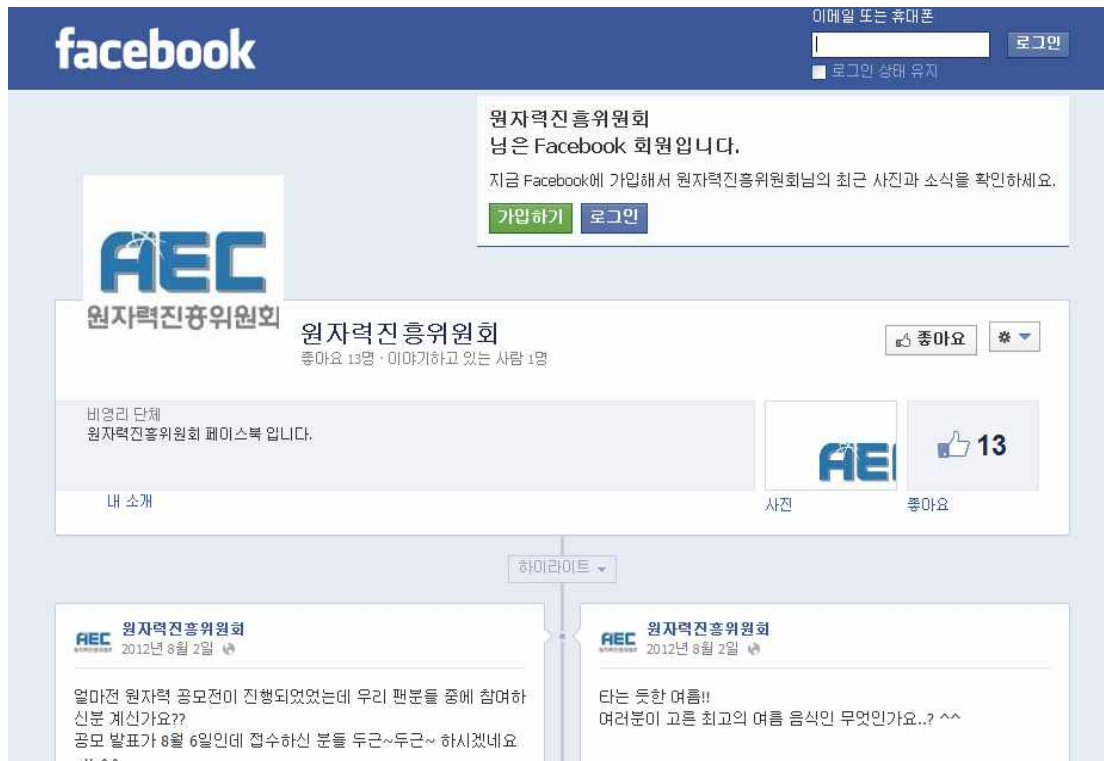 facebook
이메일 또는 휴대폰
로그인
로그인 상태 유지
원자력진흥위원회
님은 Facebook 회원입니다.
지금 Facebook에 가입해서 원자력진흥위원회님의 최근 사진과 소식을 확인하세요.
가입하기 로그인
AEC
원자력진흥위원회
원자력진흥위원회
좋아요 13명 · 이야기하고 있는 사람 1명
좋아요
비영리 단체
원자력진흥위원회 페이스북 입니다.
내 소개
AE
사진
13
좋아요
하이라이트
AEC
원자력진흥위원회
2012년 8월 2일
얼마전 원자력 공모전이 진행되었었는데 우리 팬분들 중에 참여하
신분 계신가요??
공모 발표가 8월 6일인데 접수하신 분들 두근~두근~ 하시겠네요
AEC
원자력진흥위원회
2012년 8월 2일
타는 듯한 여름!!
여러분이 고른 최고의 여름 음식인 무엇인가요..? ^^